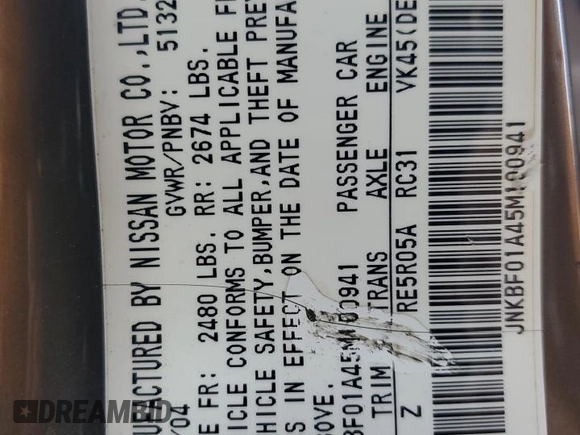 UFACTURED BY NISSAN MOTOR CO.,LTD.
/04 GVWR/PNBV: 5132
E FR: 2480 LBS. RR: 2674 LBS.
ICLE CONFORMS TO ALL APPLICABLE F
HICLE SAFETY,BUMPER,AND THEFT PRE
S IN EFFECT ON THE DATE OF MANUFA
BOVE.
BF01A45M100941 PASSENGER CAR
TRIM TRANS AXLE ENGINE
Z RE5R05A RC31 VK45(DE
JNKBF01A45M100941
DREAMBID